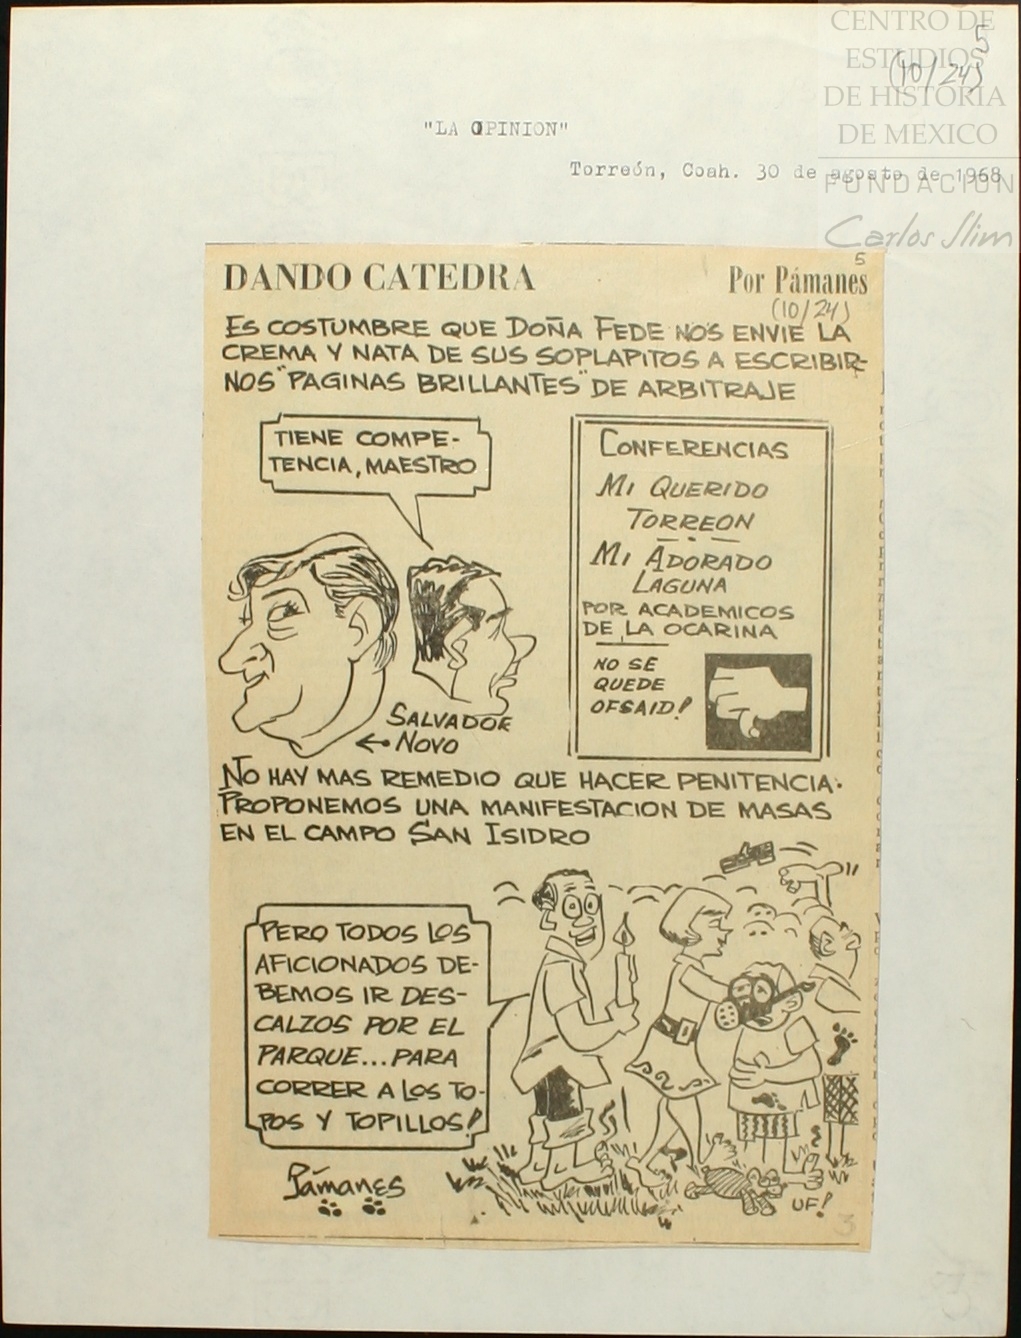 CENTRO DE
ESTUDIOS
DE HISTORIA
DE MEXICO
FUNDACION
Carlos Slim
5
(10/24)
"LA OPINION"
Torreón, Coah. 30 de agosto de 1968
DANDO CATEDRA
Por Pámanes
5
(10/24)
ES COSTUMBRE QUE DOÑA FEDE NOS ENVIE LA
CREMA Y NATA DE SUS SOPLAPITOS A ESCRIBIR-
NOS "PAGINAS BRILLANTES" DE ARBITRAJE
TIENE COMPE-
TENCIA, MAESTRO
SALVADOR
NOVO
CONFERENCIAS
MI QUERIDO
TORREON
MI ADORADO
LAGUNA
POR ACADEMICOS
DE LA OCARINA
NO SE
QUEDE
OFSAID!
NO HAY MAS REMEDIO QUE HACER PENITENCIA.
PROPONEMOS UNA MANIFESTACION DE MASAS
EN EL CAMPO SAN ISIDRO
PERO TODOS LOS
AFICIONADOS DE-
BEMOS IR DES-
CALZOS POR EL
PARQUE...PARA
CORRER A LOS TO-
POS Y TOPILLOS!
Pámanes
UF!
3